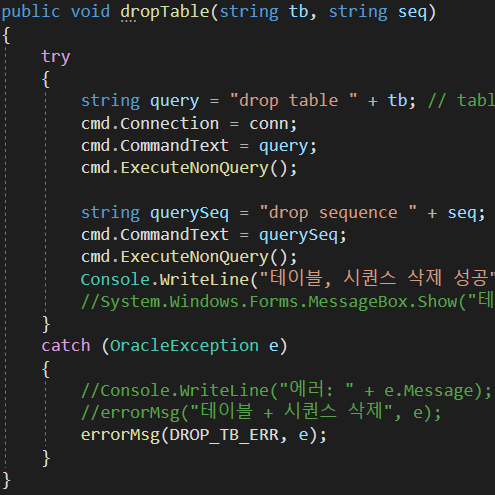 public void dropTable(string tb, string seq)
{
    try
    {
        string query = "drop table " + tb; // tabl
        cmd.Connection = conn;
        cmd.CommandText = query;
        cmd.ExecuteNonQuery();

        string querySeq = "drop sequence " + seq;
        cmd.CommandText = querySeq;
        cmd.ExecuteNonQuery();
        Console.WriteLine("테이블, 시퀀스 삭제 성공"
        //System.Windows.Forms.MessageBox.Show("테
    }
    catch (OracleException e)
    {
        //Console.WriteLine("에러: " + e.Message);
        //errorMsg("테이블 + 시퀀스 삭제", e);
        errorMsg(DROP_TB_ERR, e);
    }
}